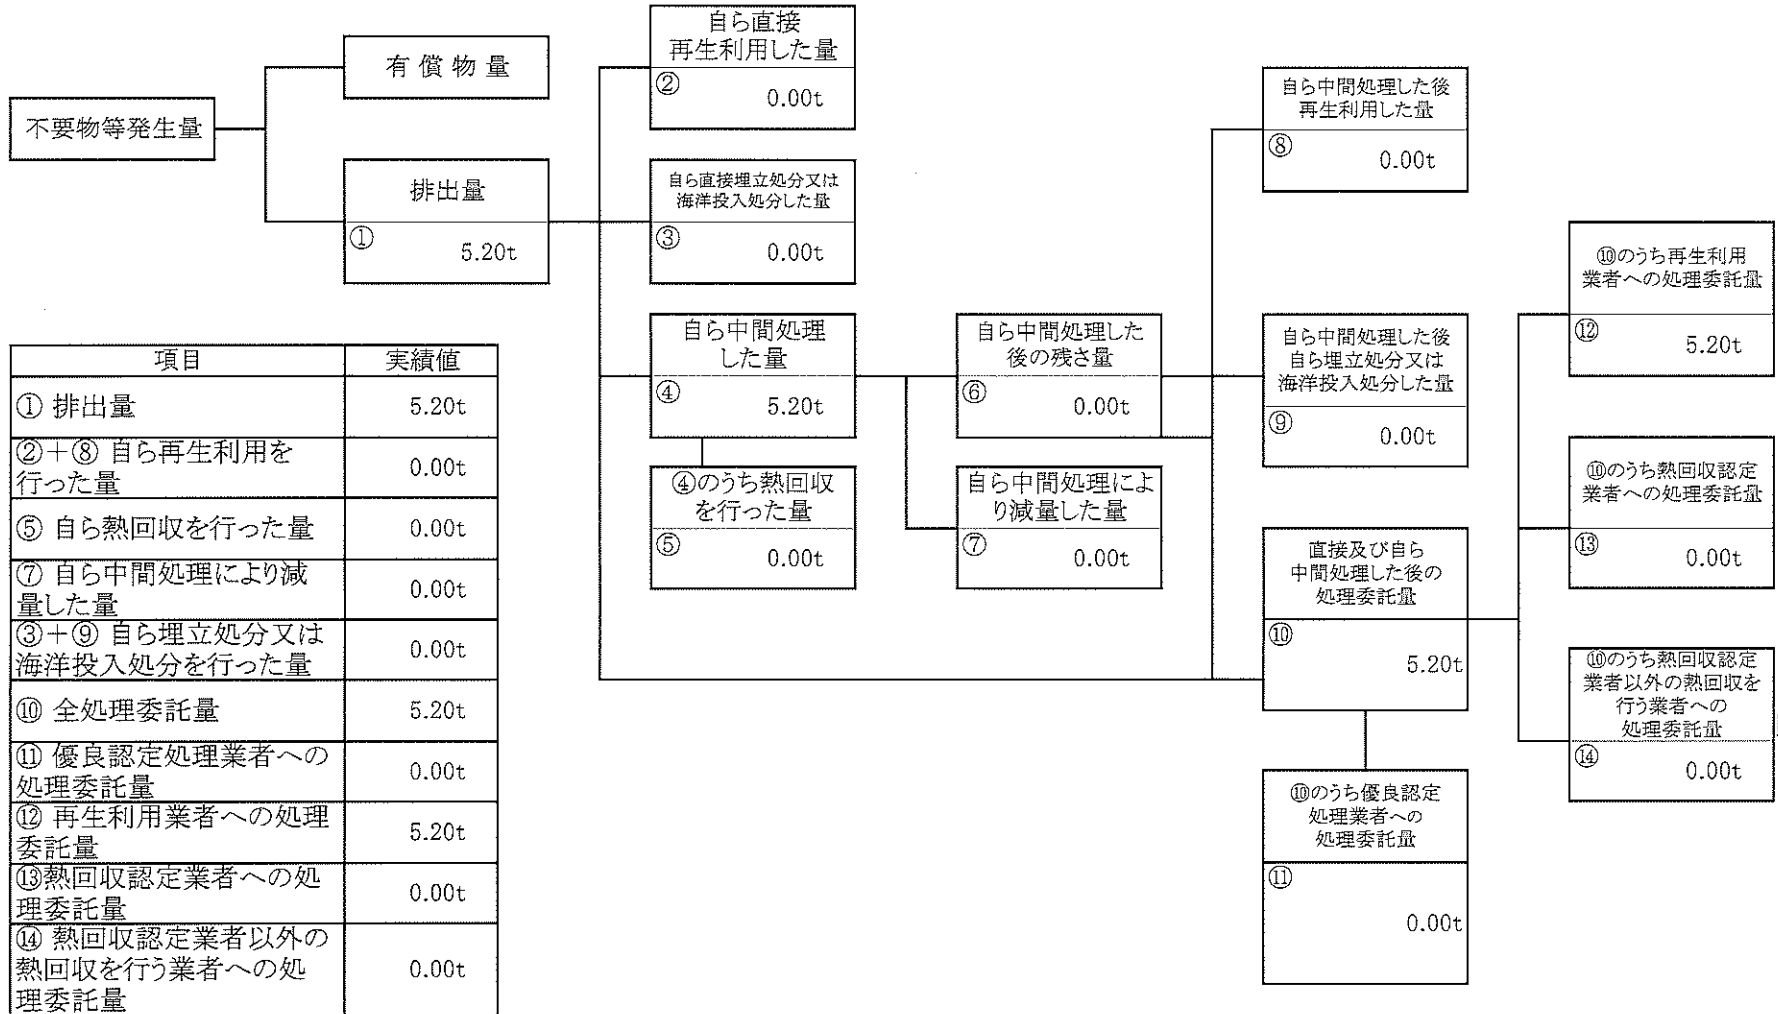 不要物等発生量
有償物量
排出量
①
5.20t
自ら直接
再生利用した量
②
0.00t
自ら直接埋立処分又は
海洋投入処分した量
③
0.00t
自ら中間処理
した量
④
5.20t
④のうち熱回収
を行った量
⑤
0.00t
自ら中間処理した
後の残さ量
⑥
0.00t
自ら中間処理によ
り減量した量
⑦
0.00t
自ら中間処理した後
再生利用した量
⑧
0.00t
自ら中間処理した後
自ら埋立処分又は
海洋投入処分した量
⑨
0.00t
直接及び自ら
中間処理した後の
処理委託量
⑩
5.20t
⑩のうち優良認定
処理業者への
処理委託量
⑪
0.00t
⑩のうち再生利用
業者への処理委託量
⑫
5.20t
⑩のうち熱回収認定
業者への処理委託量
⑬
0.00t
⑩のうち熱回収認定
業者以外の熱回収を
行う業者への
処理委託量
⑭
0.00t
項目 実績値
① 排出量 5.20t
②+⑧ 自ら再生利用を
行った量 0.00t
⑤ 自ら熱回収を行った量 0.00t
⑦ 自ら中間処理により減
量した量 0.00t
③+⑨ 自ら埋立処分又は
海洋投入処分を行った量 0.00t
⑩ 全処理委託量 5.20t
⑪ 優良認定処理業者への
処理委託量 0.00t
⑫ 再生利用業者への処理
委託量 5.20t
⑬熱回収認定業者への処
理委託量 0.00t
⑭ 熱回収認定業者以外の
熱回収を行う業者への処
理委託量 0.00t